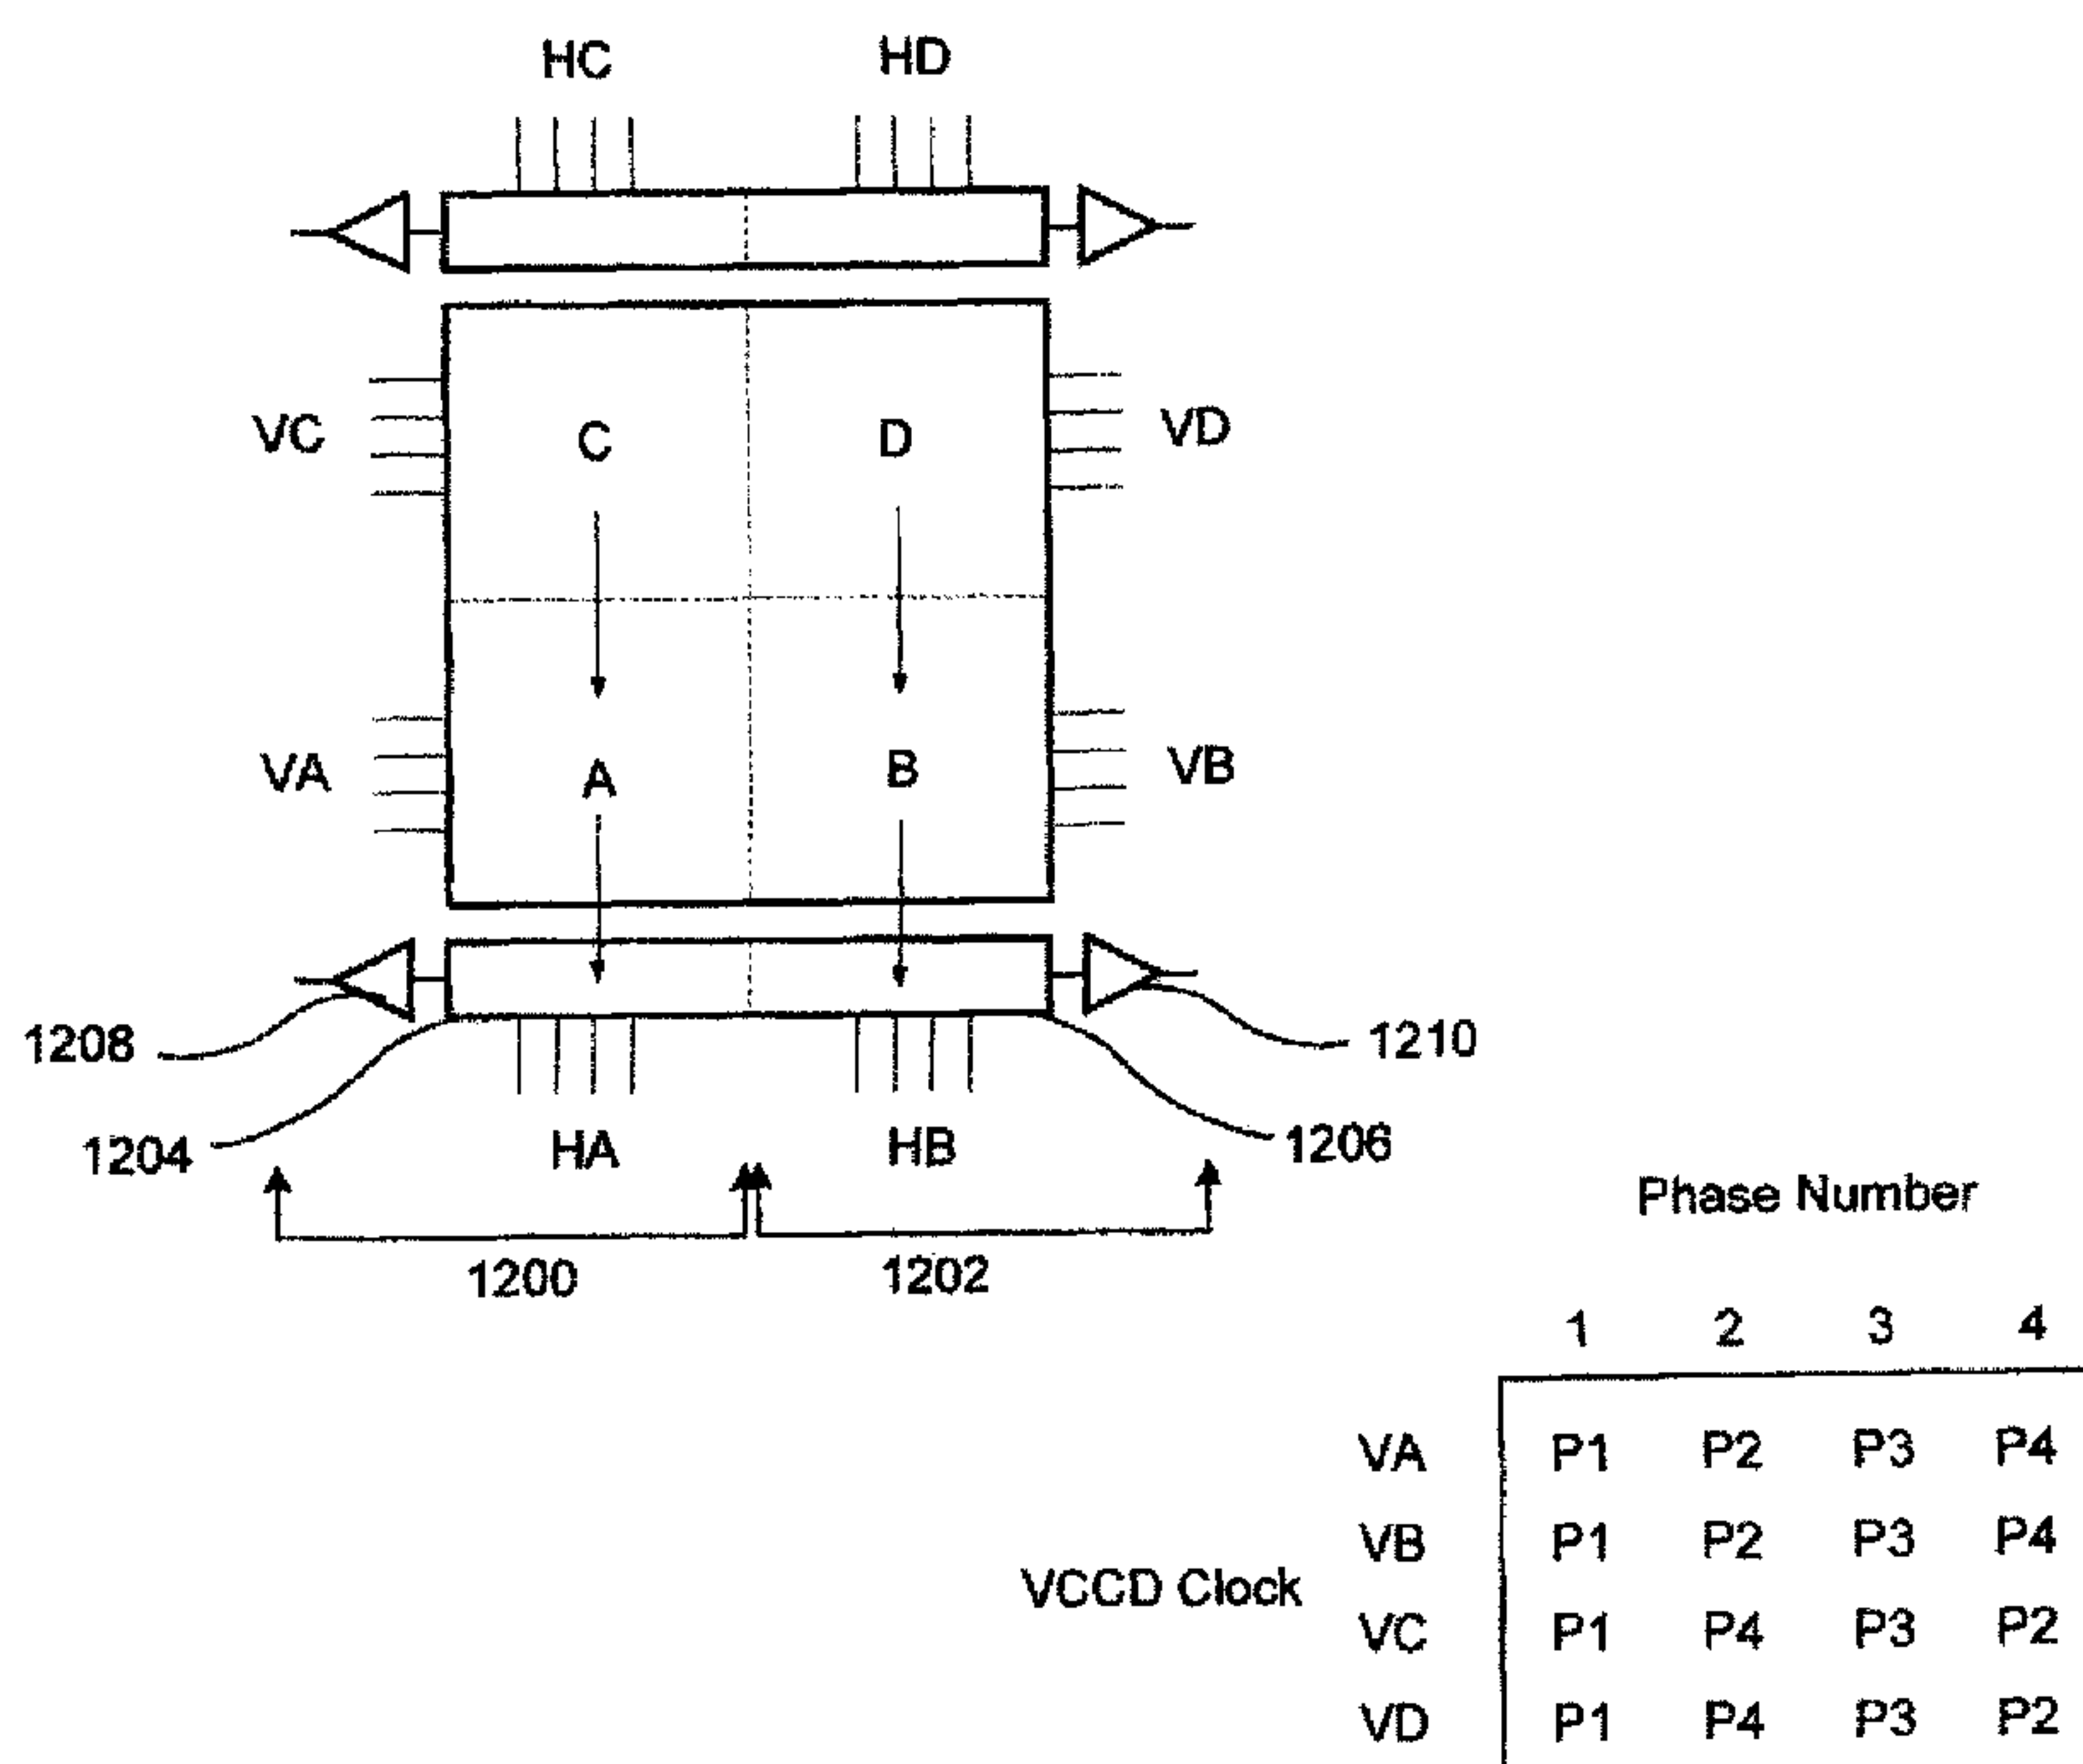 HC HD
VC C D VD
VA A B VB
1208 1210
1204 HA HB 1206
1200 1202
Phase Number
1 2 3 4
VA P1 P2 P3 P4
VB P1 P2 P3 P4
VCCD Clock
VC P1 P4 P3 P2
VD P1 P4 P3 P2